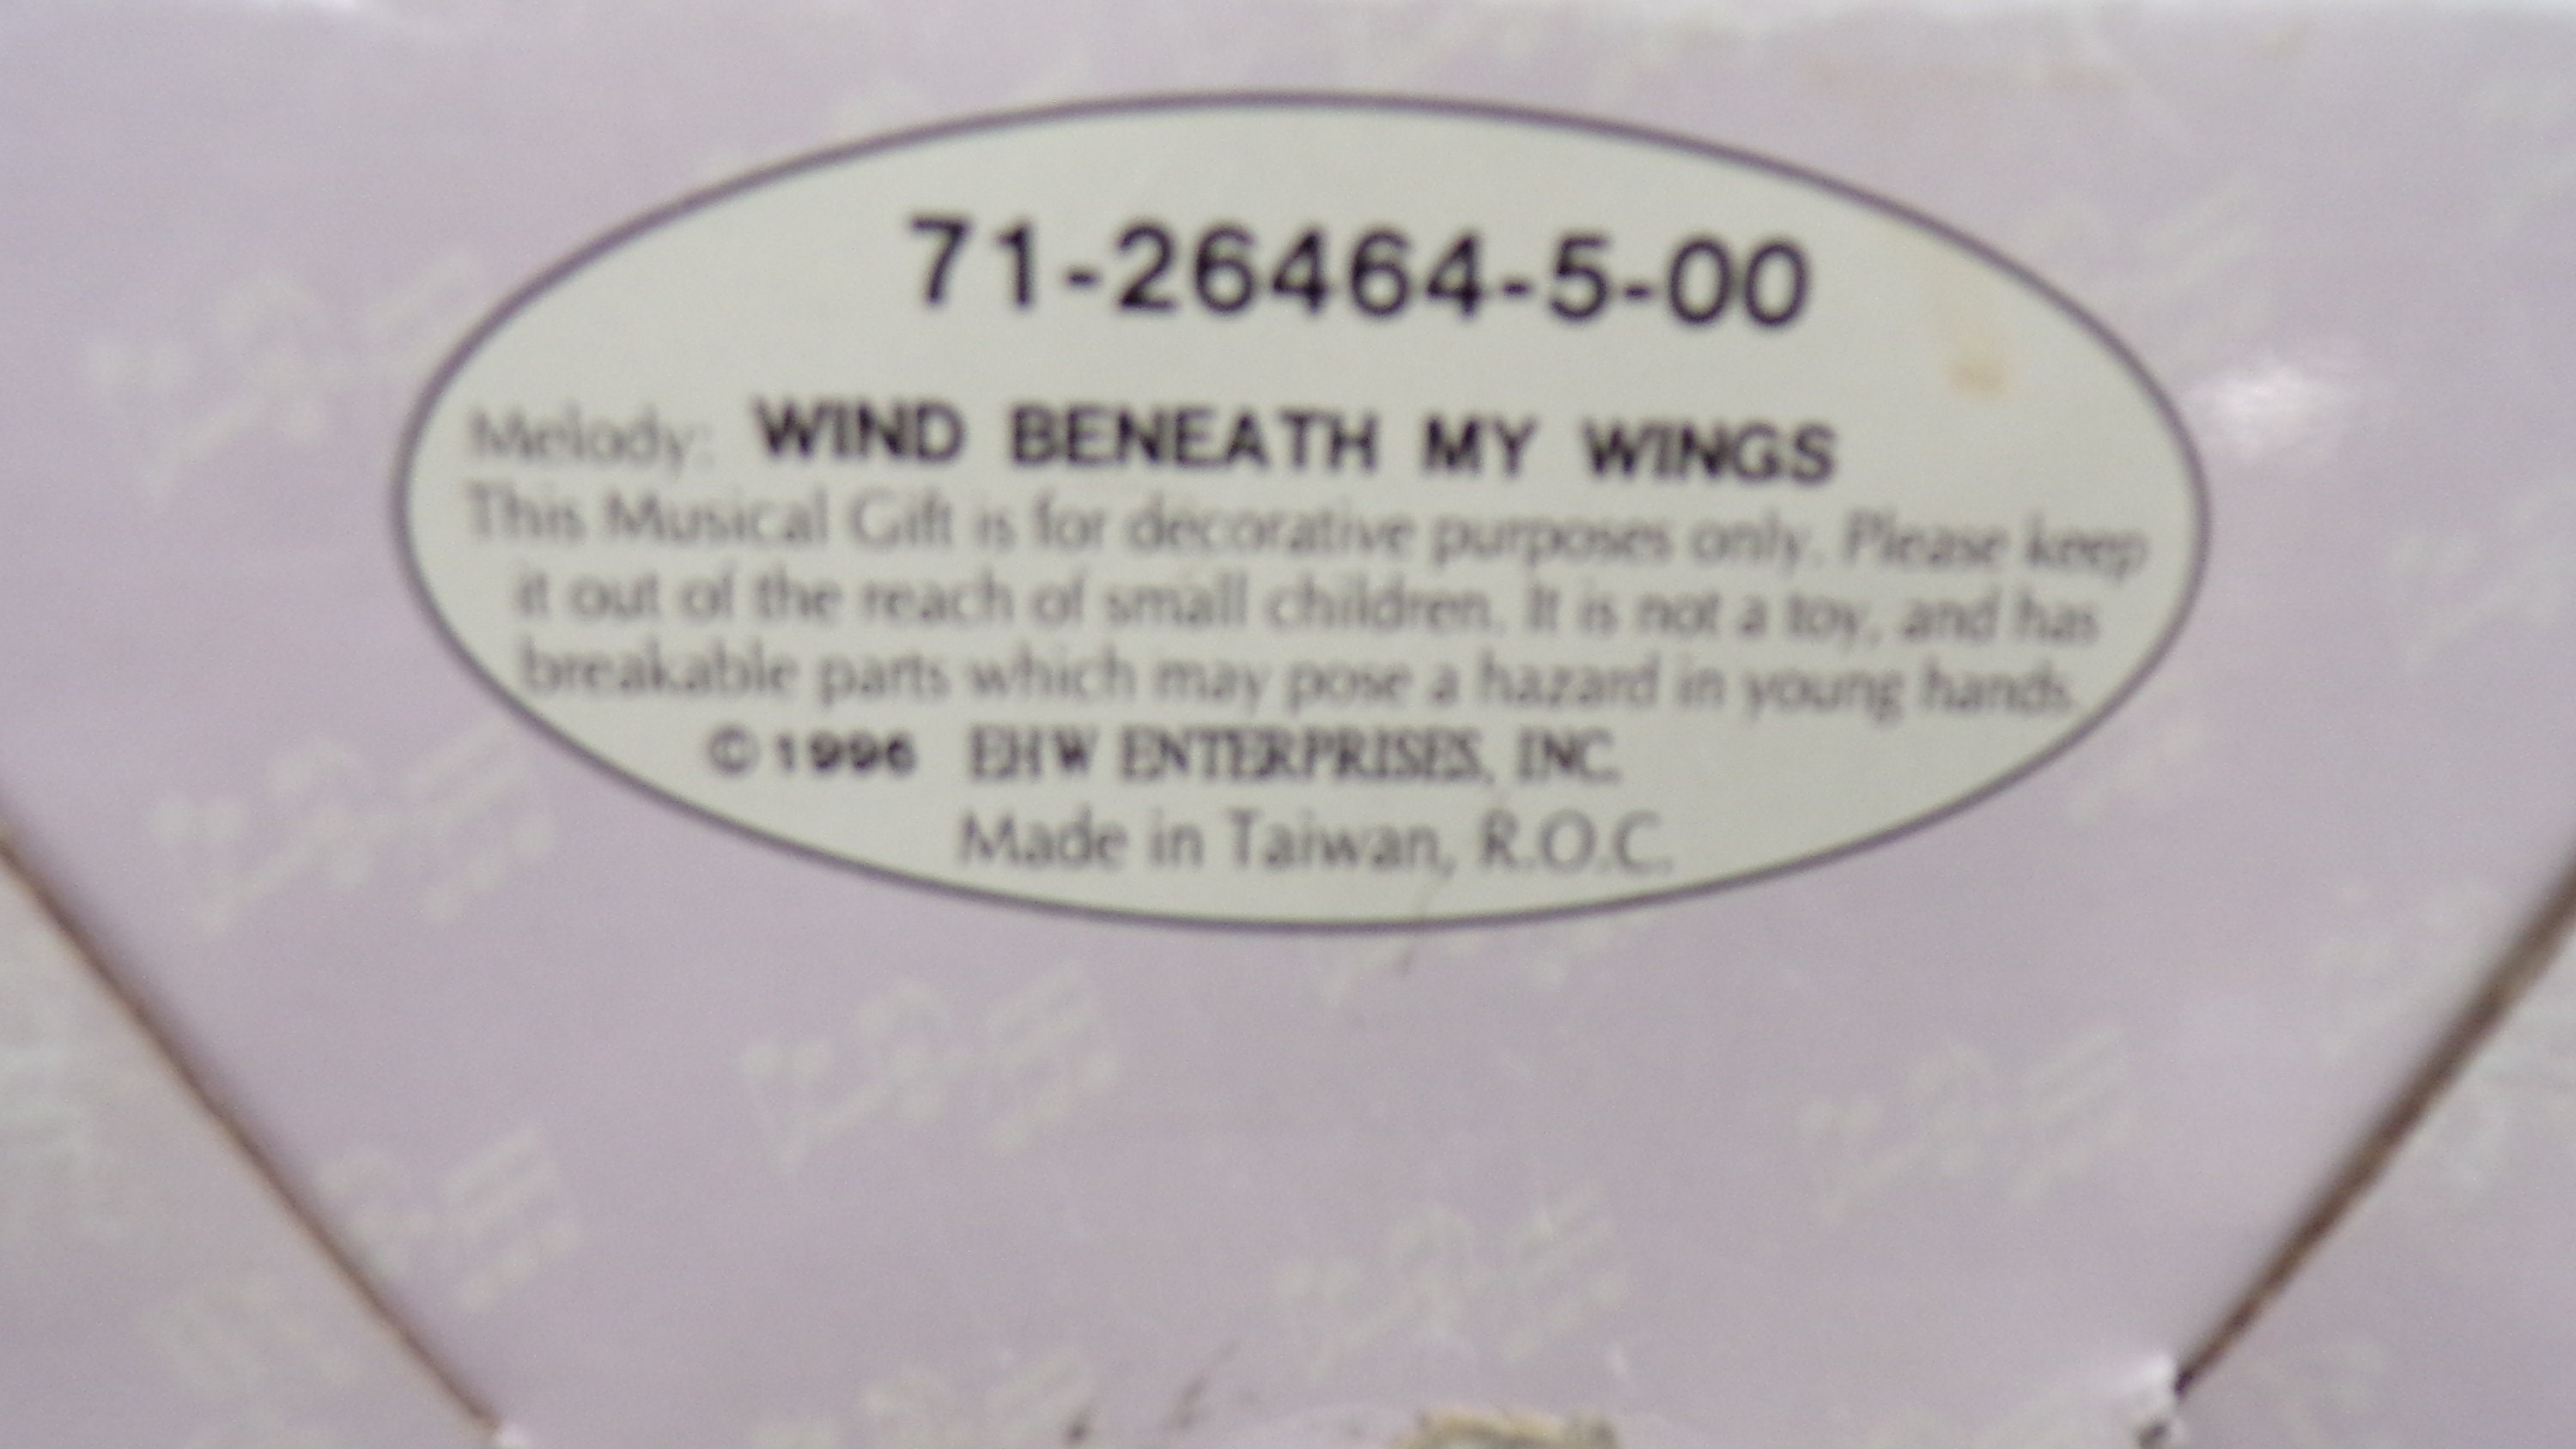 71-26464-5-00
Melody: WIND BENEATH MY WINGS
This Musical Gift is for decorative purposes only. Please keep
it out of the reach of small children. It is not a toy, and has
breakable parts which may pose a hazard in young hands.
© 1996 EHW ENTERPRISES, INC.
Made in Taiwan, R.O.C.